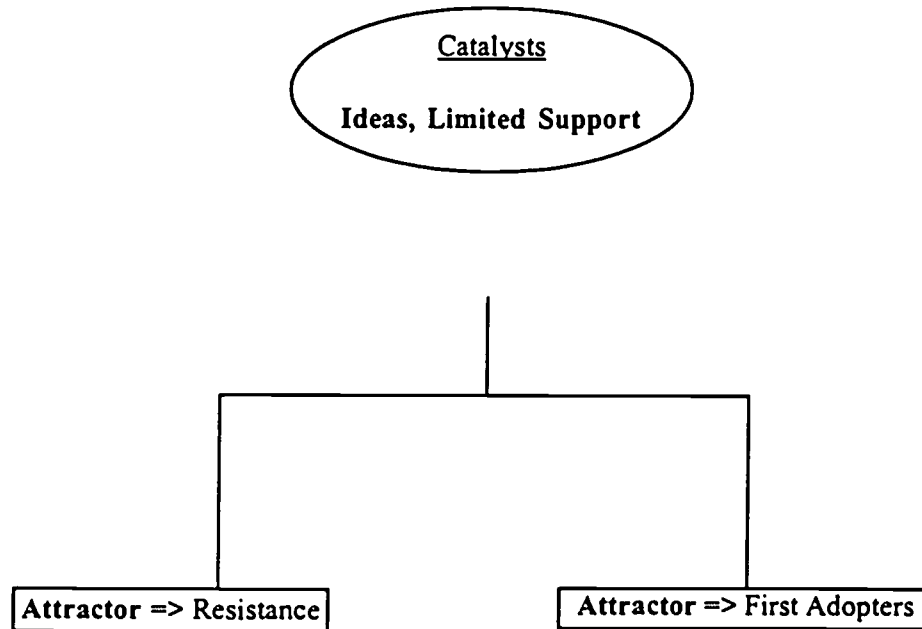 Catalysts
Ideas, Limited Support
Attractor => Resistance
Attractor => First Adopters